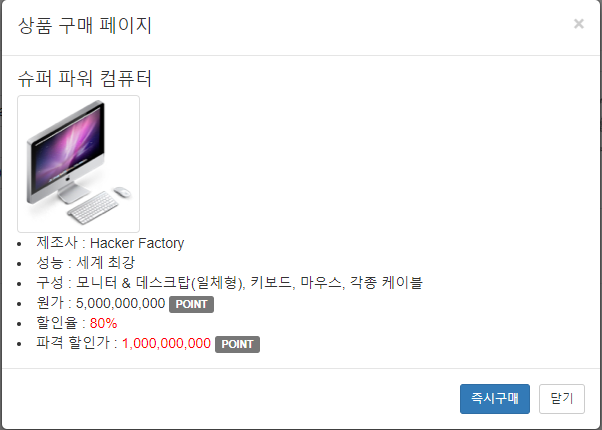 상품 구매 페이지 ×
슈퍼 파워 컴퓨터
제조사 : Hacker Factory
성능 : 세계 최강
구성 : 모니터 & 데스크탑(일체형), 키보드, 마우스, 각종 케이블
원가 : 5,000,000,000 POINT
할인율 : 80%
파격 할인가 : 1,000,000,000 POINT
즉시구매 닫기